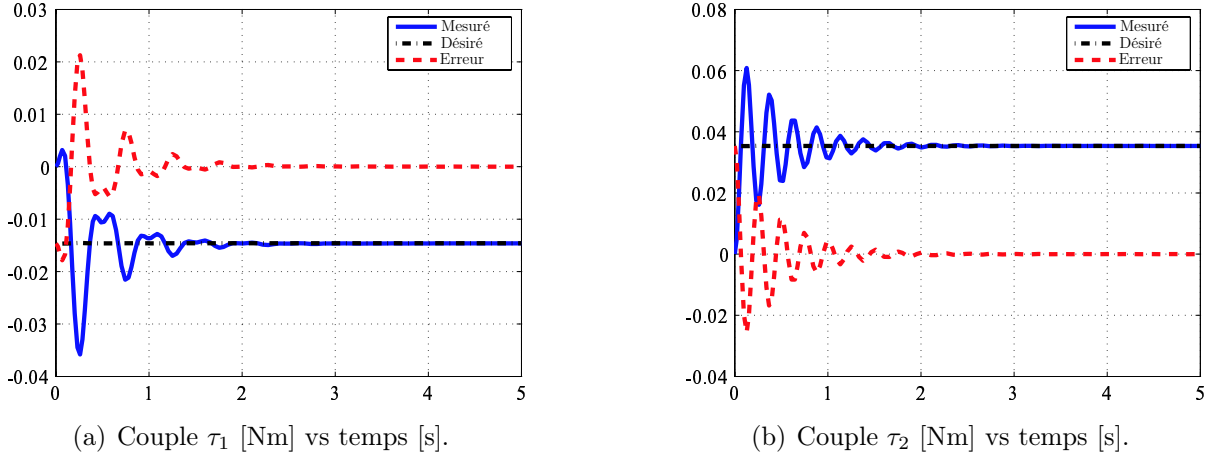 0.03
0.02
0.01
0
-0.01
-0.02
-0.03
-0.04
0 1 2 3 4 5
Mesuré
Désiré
Erreur
(a) Couple τ₁ [Nm] vs temps [s].
0.08
0.06
0.04
0.02
0
-0.02
-0.04
0 1 2 3 4 5
Mesuré
Désiré
Erreur
(b) Couple τ₂ [Nm] vs temps [s].